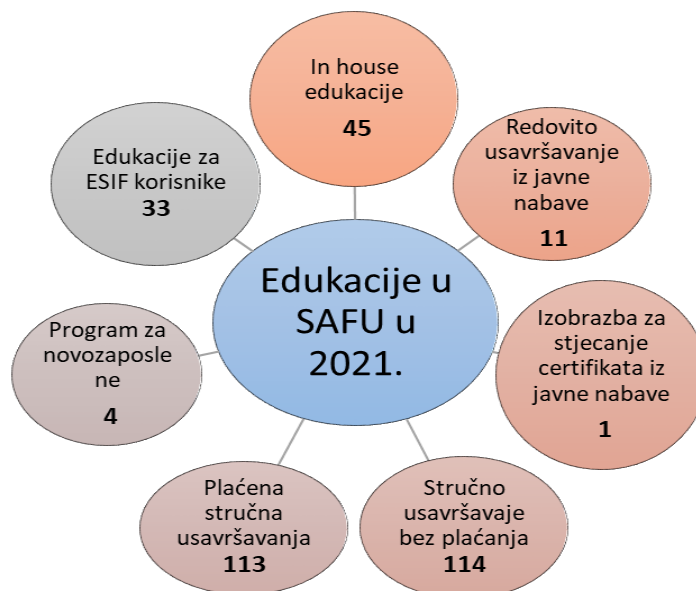 In house
edukacije
45
Redovito
usavršavanje
iz javne
nabave
11
Izobrazba za
stjecanje
certifikata iz
javne nabave
1
Stručno
usavršavaje
bez plaćanja
114
Plaćena
stručna
usavršavanja
113
Program za
novozaposle
ne
4
Edukacije za
ESIF korisnike
33
Edukacije u
SAFU u
2021.